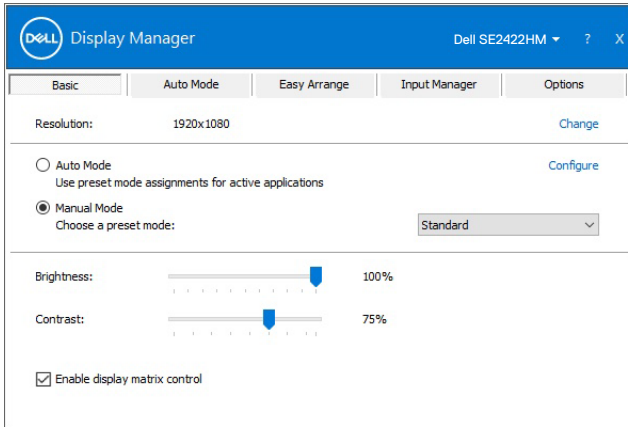 DELL Display Manager Dell SE2422HM ? X
Basic Auto Mode Easy Arrange Input Manager Options
Resolution: 1920x1080 Change
Auto Mode Configure
Use preset mode assignments for active applications
Manual Mode
Choose a preset mode: Standard
Brightness: 100%
Contrast: 75%
Enable display matrix control